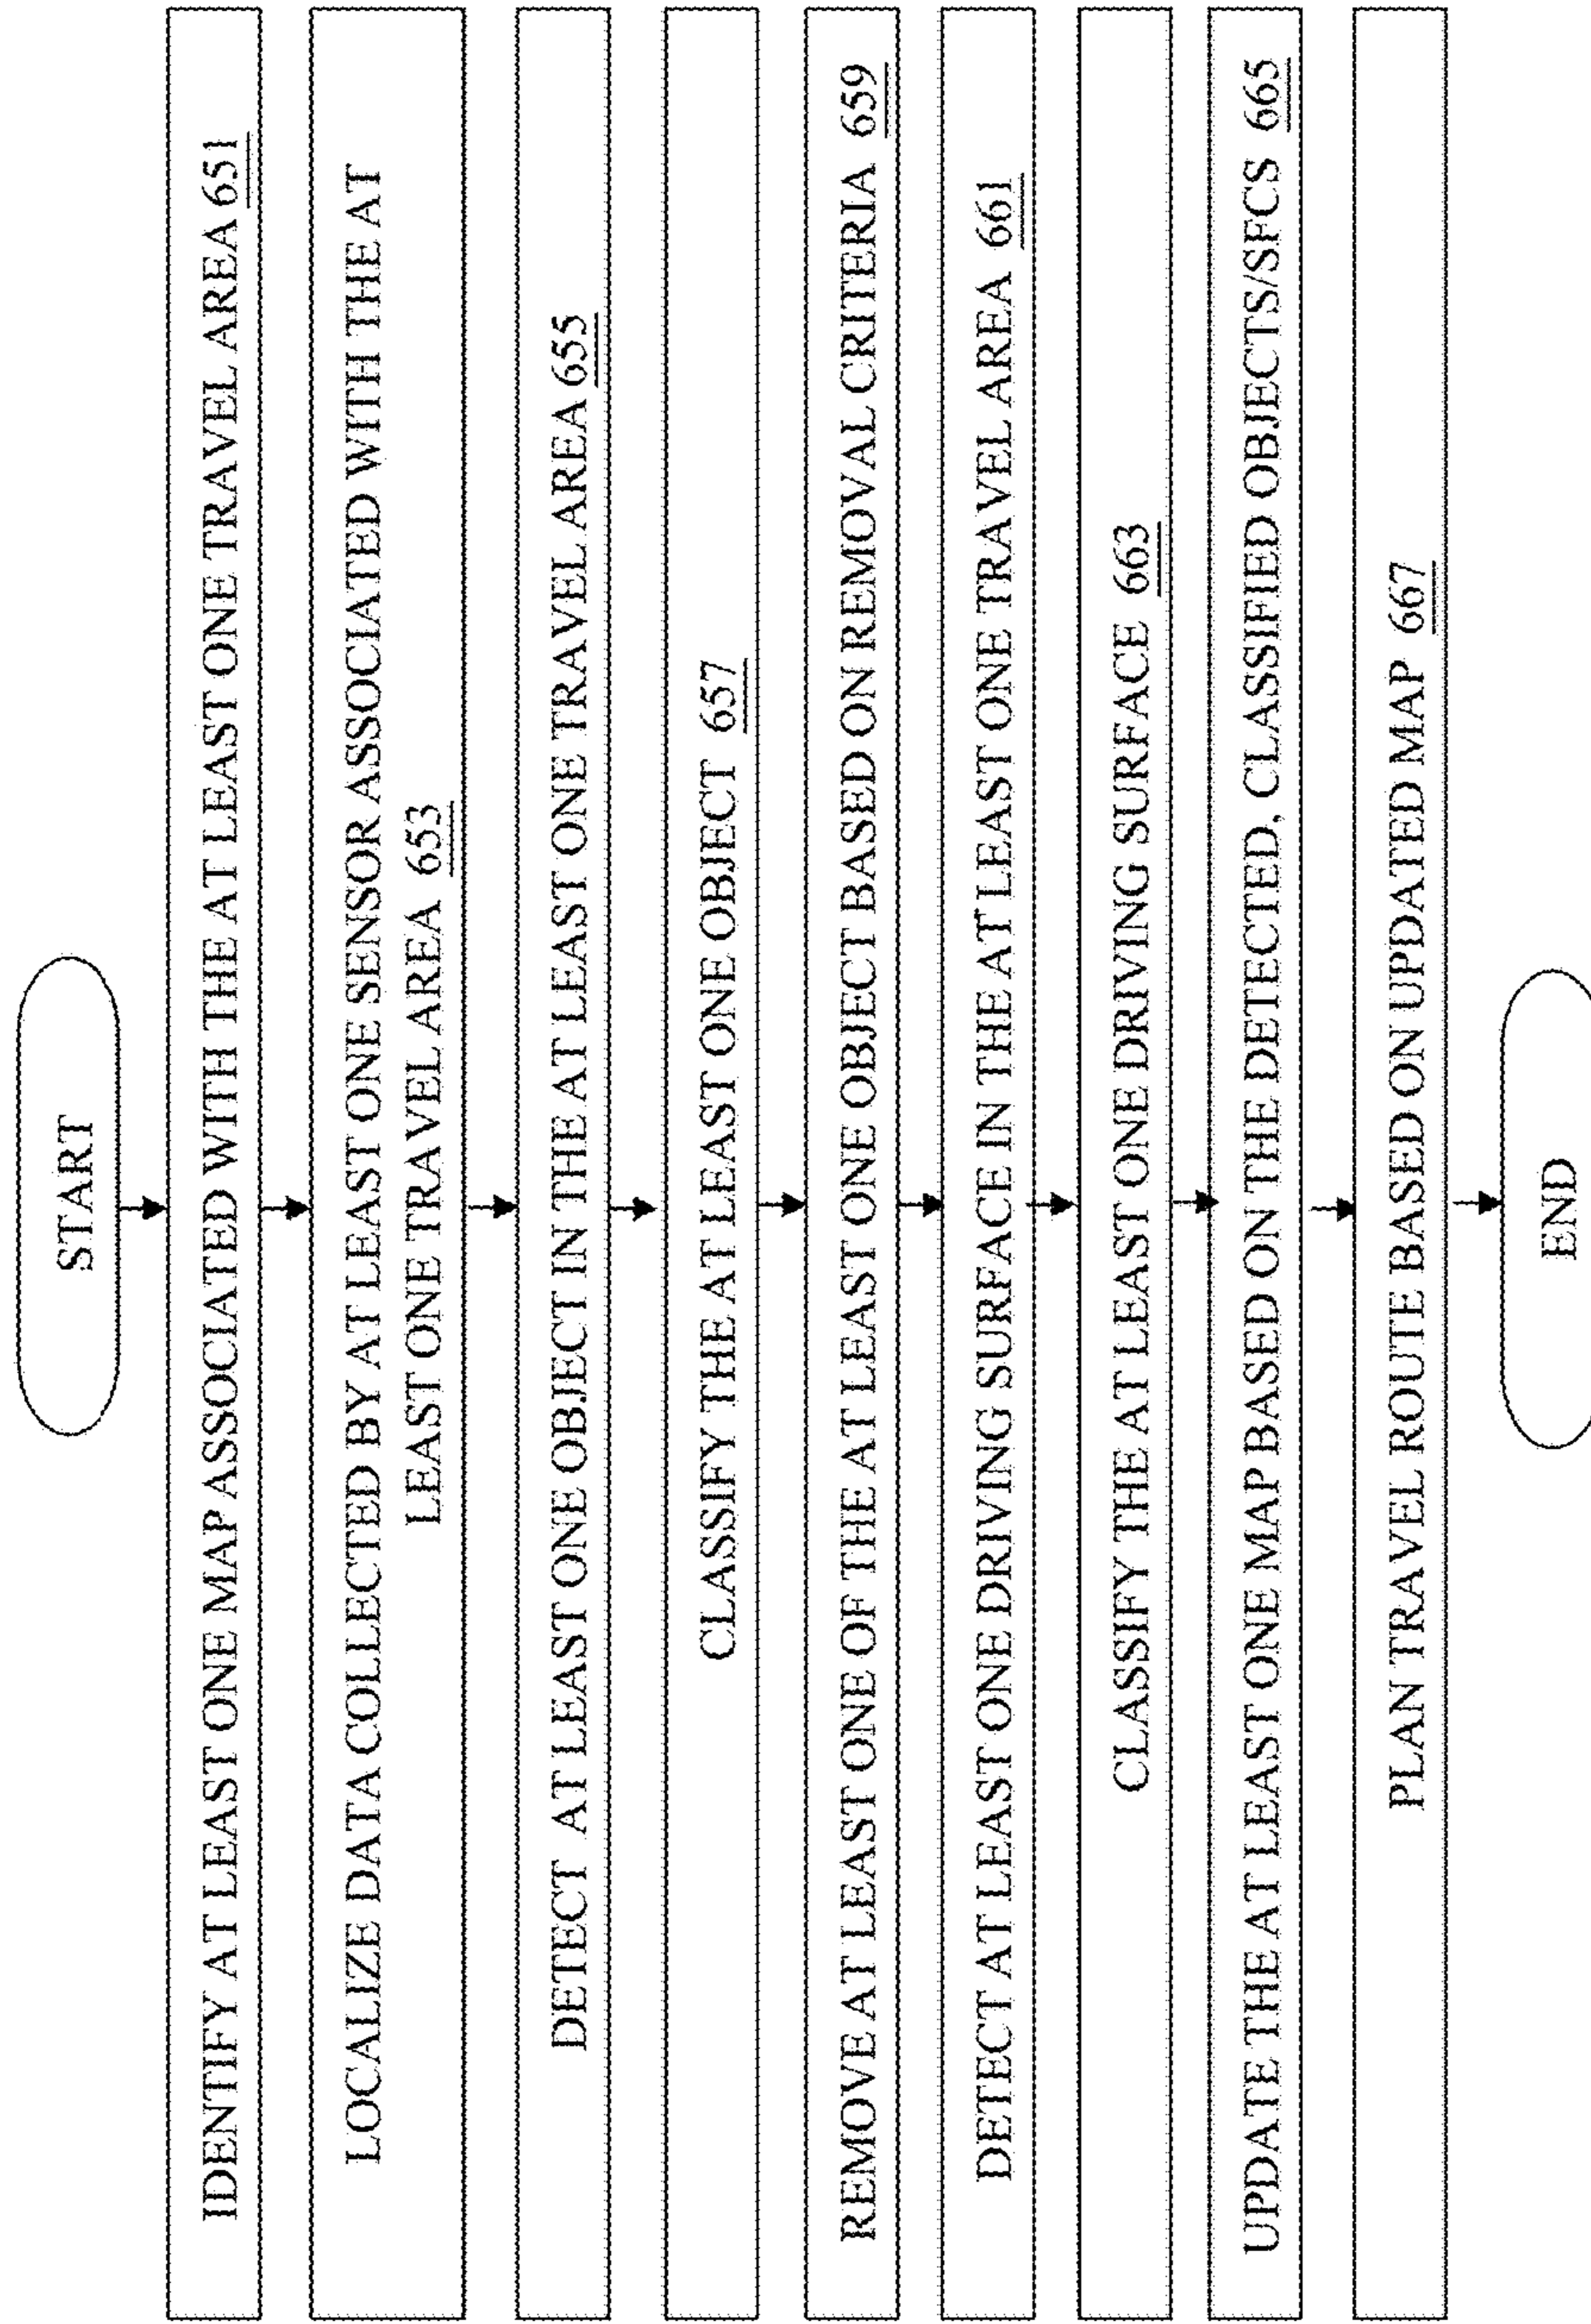 START
IDENTIFY AT LEAST ONE MAP ASSOCIATED WITH THE AT LEAST ONE TRAVEL AREA 651
LOCALIZE DATA COLLECTED BY AT LEAST ONE SENSOR ASSOCIATED WITH THE AT
LEAST ONE TRAVEL AREA 653
DETECT AT LEAST ONE OBJECT IN THE AT LEAST ONE TRAVEL AREA 655
CLASSIFY THE AT LEAST ONE OBJECT 657
REMOVE AT LEAST ONE OF THE AT LEAST ONE OBJECT BASED ON REMOVAL CRITERIA 659
DETECT AT LEAST ONE DRIVING SURFACE IN THE AT LEAST ONE TRAVEL AREA 661
CLASSIFY THE AT LEAST ONE DRIVING SURFACE 663
UPDATE THE AT LEAST ONE MAP BASED ON THE DETECTED, CLASSIFIED OBJECTS/SFCS 665
PLAN TRAVEL ROUTE BASED ON UPDATED MAP 667
END